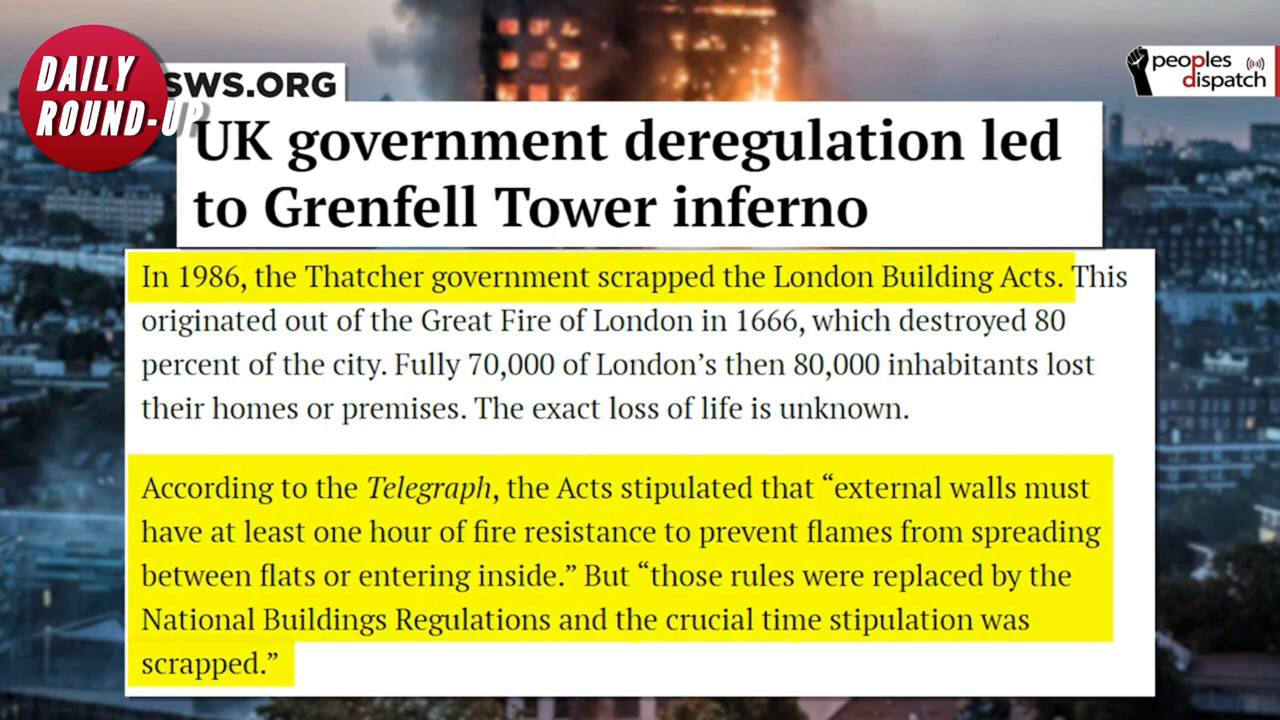 DAILY
ROUND-UP
SWS.ORG
peoples
dispatch
UK government deregulation led
to Grenfell Tower inferno
In 1986, the Thatcher government scrapped the London Building Acts. This
originated out of the Great Fire of London in 1666, which destroyed 80
percent of the city. Fully 70,000 of London’s then 80,000 inhabitants lost
their homes or premises. The exact loss of life is unknown.
According to the Telegraph, the Acts stipulated that “external walls must
have at least one hour of fire resistance to prevent flames from spreading
between flats or entering inside.” But “those rules were replaced by the
National Buildings Regulations and the crucial time stipulation was
scrapped.”